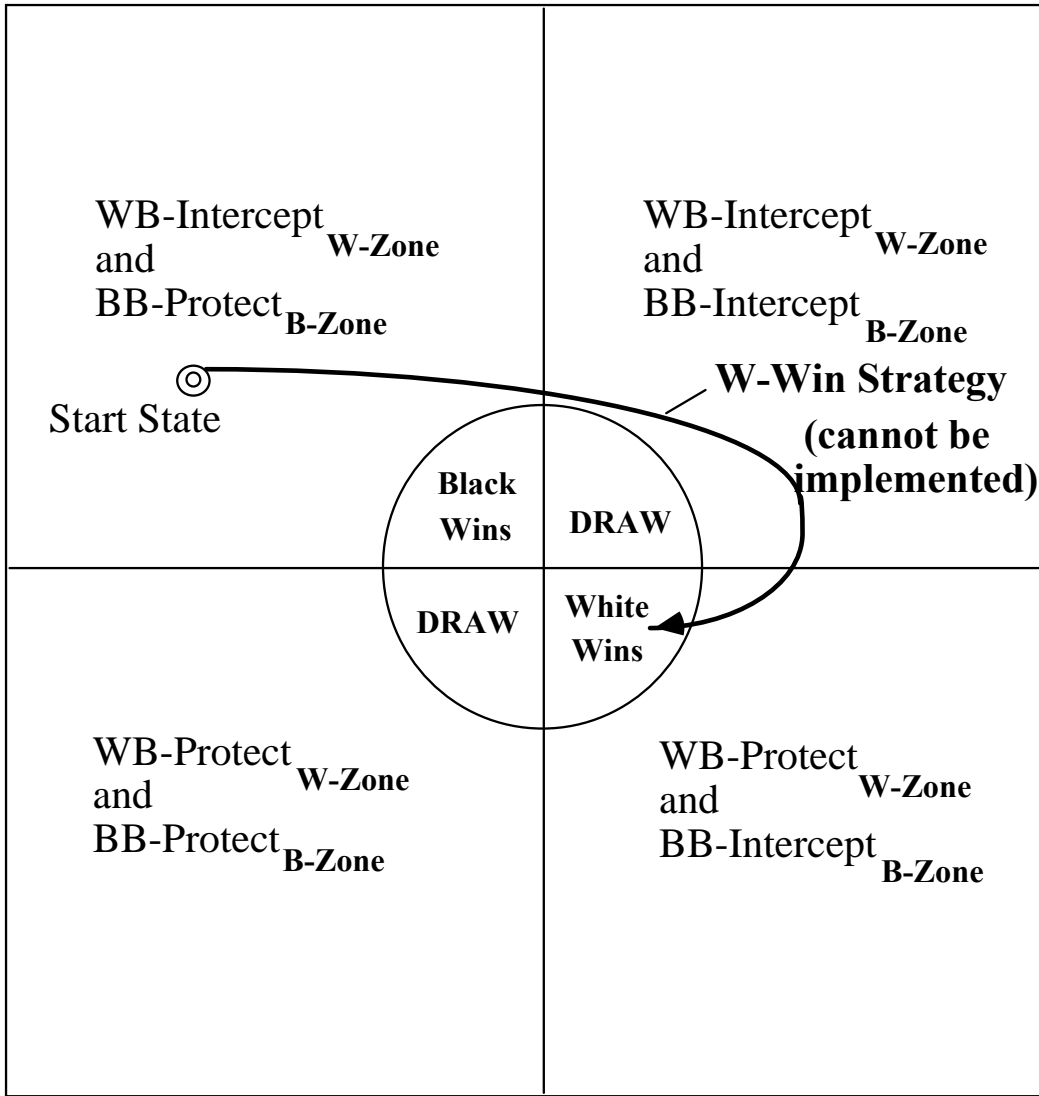 WB-Intercept W-Zone
and
BB-Protect B-Zone
Start State
WB-Intercept W-Zone
and
BB-Intercept B-Zone
W-Win Strategy
(cannot be
implemented)
Black
Wins
DRAW
DRAW
White
Wins
WB-Protect W-Zone
and
BB-Protect B-Zone
WB-Protect W-Zone
and
BB-Intercept B-Zone